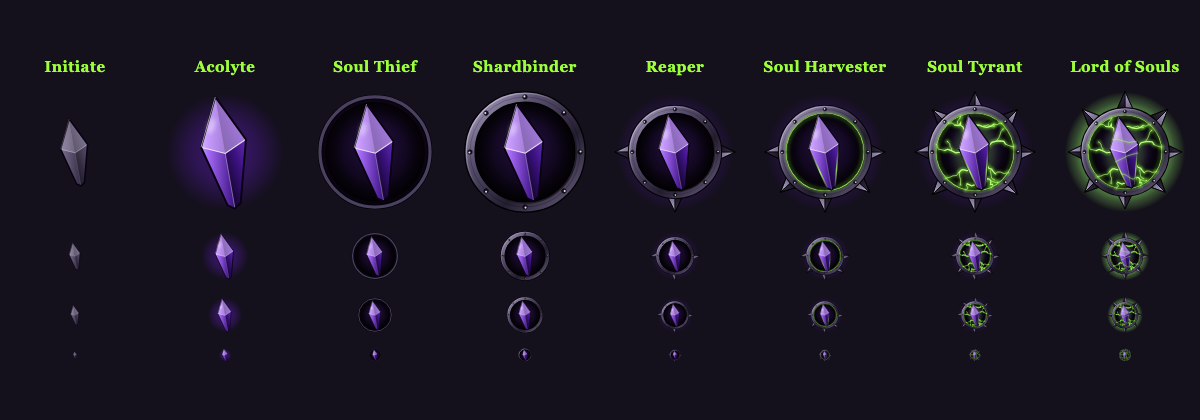 Initiate
Acolyte
Soul Thief
Shardbinder
Reaper
Soul Harvester
Soul Tyrant
Lord of Souls